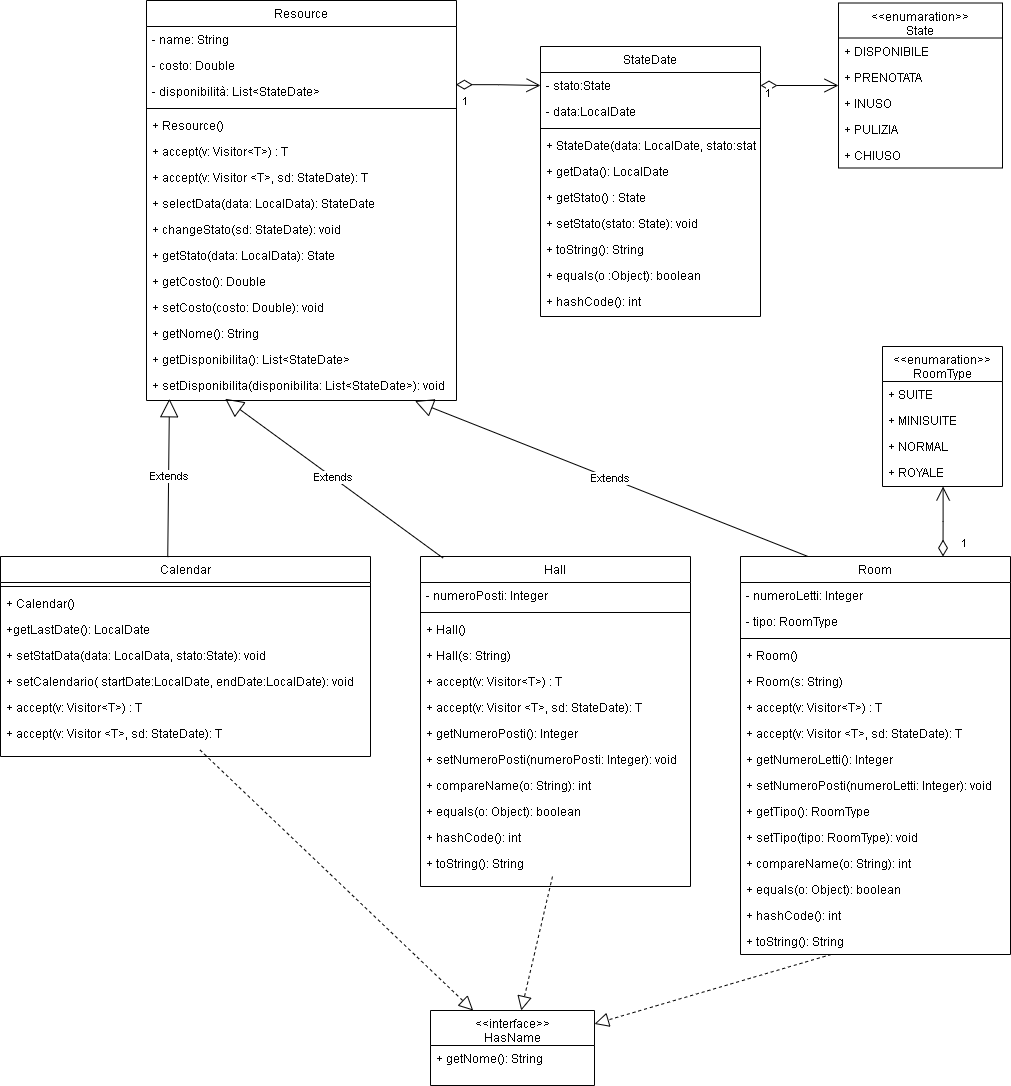 Resource
- name: String
- costo: Double
- disponibilità: List<StateDate>
+ Resource()
+ accept(v: Visitor<T>) : T
+ accept(v: Visitor <T>, sd: StateDate): T
+ selectData(data: LocalData): StateDate
+ changeStato(sd: StateDate): void
+ getStato(data: LocalData): State
+ getCosto(): Double
+ setCosto(costo: Double): void
+ getNome(): String
+ getDisponibilita(): List<StateDate>
+ setDisponibilita(disponibilita: List<StateDate>): void
1
StateDate
- stato:State
- data:LocalDate
+ StateDate(data: LocalDate, stato:stat
+ getData(): LocalDate
+ getStato() : State
+ setStato(stato: State): void
+ toString(): String
+ equals(o :Object): boolean
+ hashCode(): int
1
<<enumaration>>
State
+ DISPONIBILE
+ PRENOTATA
+ INUSO
+ PULIZIA
+ CHIUSO
<<enumaration>>
RoomType
+ SUITE
+ MINISUITE
+ NORMAL
+ ROYALE
1
Extends
Extends
Extends
Calendar
+ Calendar()
+getLastDate(): LocalDate
+ setStatData(data: LocalData, stato:State): void
+ setCalendario( startDate:LocalDate, endDate:LocalDate): void
+ accept(v: Visitor<T>) : T
+ accept(v: Visitor <T>, sd: StateDate): T
Hall
- numeroPosti: Integer
+ Hall()
+ Hall(s: String)
+ accept(v: Visitor<T>) : T
+ accept(v: Visitor <T>, sd: StateDate): T
+ getNumeroPosti(): Integer
+ setNumeroPosti(numeroPosti: Integer): void
+ compareName(o: String): int
+ equals(o: Object): boolean
+ hashCode(): int
+ toString(): String
Room
- numeroLetti: Integer
- tipo: RoomType
+ Room()
+ Room(s: String)
+ accept(v: Visitor<T>) : T
+ accept(v: Visitor <T>, sd: StateDate): T
+ getNumeroLetti(): Integer
+ setNumeroPosti(numeroLetti: Integer): void
+ getTipo(): RoomType
+ setTipo(tipo: RoomType): void
+ compareName(o: String): int
+ equals(o: Object): boolean
+ hashCode(): int
+ toString(): String
<<interface>>
HasName
+ getNome(): String